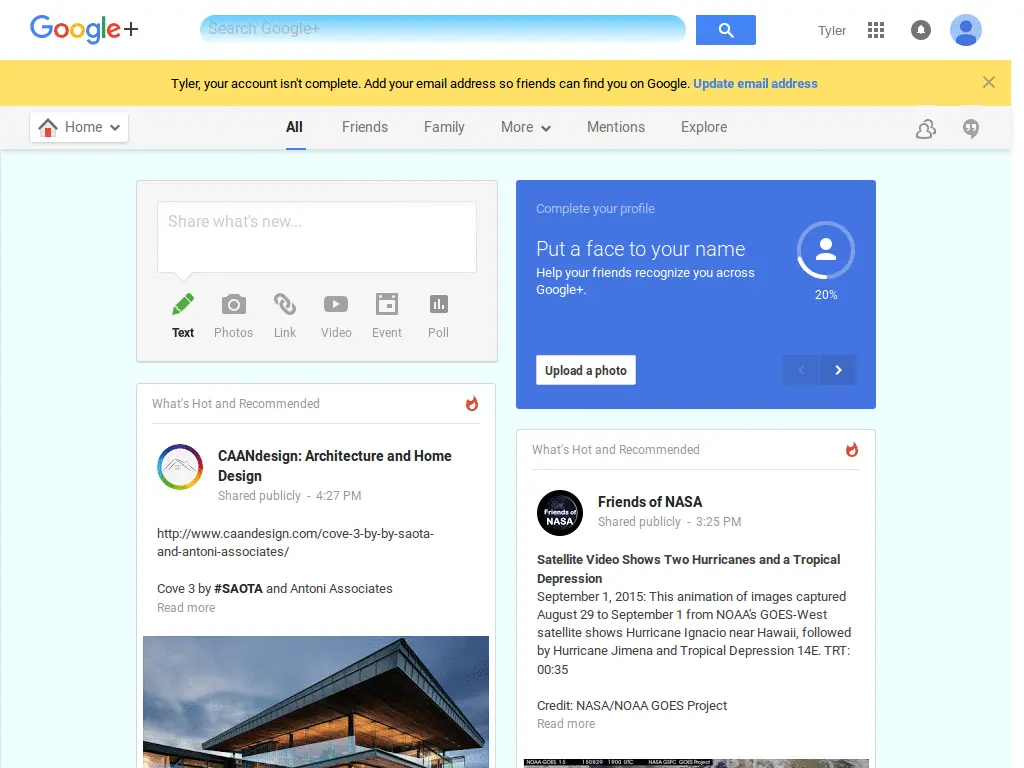 Google+
Search Google+
Tyler
Tyler, your account isn't complete. Add your email address so friends can find you on Google. Update email address
Home
All Friends Family More Mentions Explore
Share what's new...
Text Photos Link Video Event Poll
Complete your profile
Put a face to your name
Help your friends recognize you across
Google+.
20%
Upload a photo
What's Hot and Recommended
CAANdesign: Architecture and Home
Design
Shared publicly - 4:27 PM
http://www.caandesign.com/cove-3-by-by-saota-
and-antoni-associates/
Cove 3 by #SAOTA and Antoni Associates
Read more
What's Hot and Recommended
Friends of
NASA
Friends of NASA
Shared publicly - 3:25 PM
Satellite Video Shows Two Hurricanes and a Tropical
Depression
September 1, 2015: This animation of images captured
August 29 to September 1 from NOAA's GOES-West
satellite shows Hurricane Ignacio near Hawaii, followed
by Hurricane Jimena and Tropical Depression 14E. TRT:
00:35
Credit: NASA/NOAA GOES Project
Read more
NOAA GOES 15 150829 1900 UTC NASA GSFC GOES Project